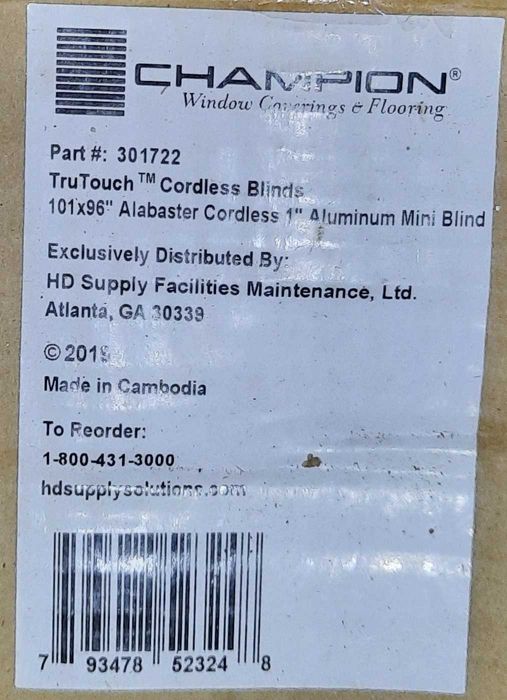 CHAMPION®
Window Coverings & Flooring
Part #: 301722
TruTouch™ Cordless Blinds
101x96" Alabaster Cordless 1" Aluminum Mini Blind
Exclusively Distributed By:
HD Supply Facilities Maintenance, Ltd.
Atlanta, GA 30339
Made in Cambodia
To Reorder:
1-800-431-3000
hdsupplysolutions.com
7 93478 52324 8